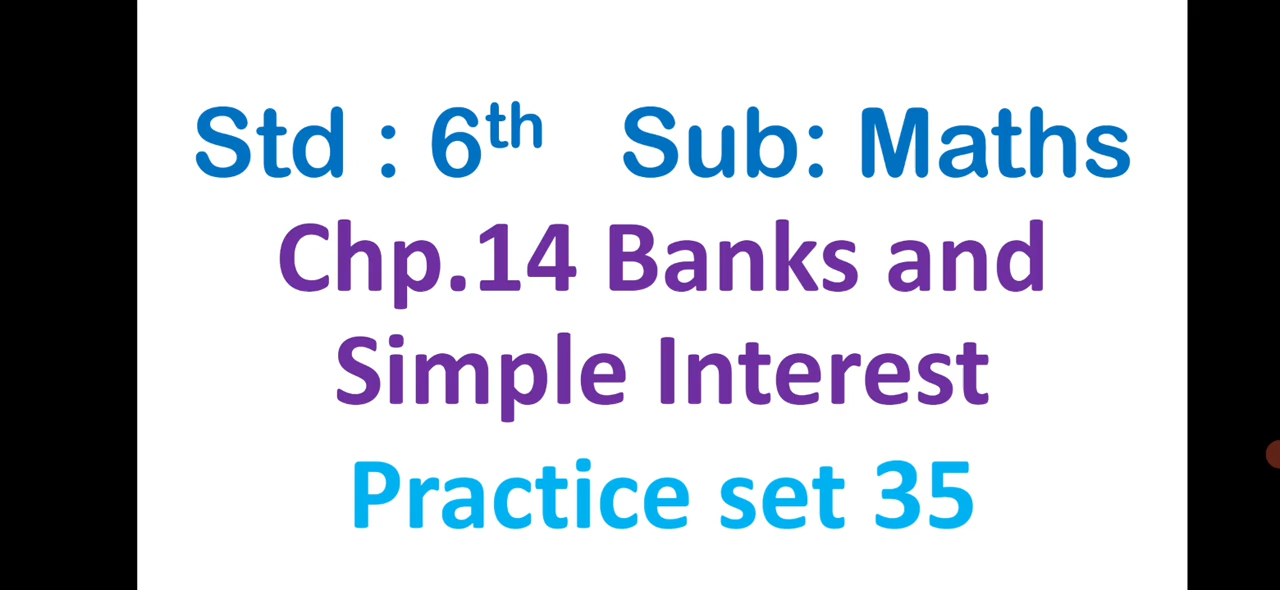 Std : 6th   Sub: Maths
Chp.14 Banks and
Simple Interest
Practice set 35